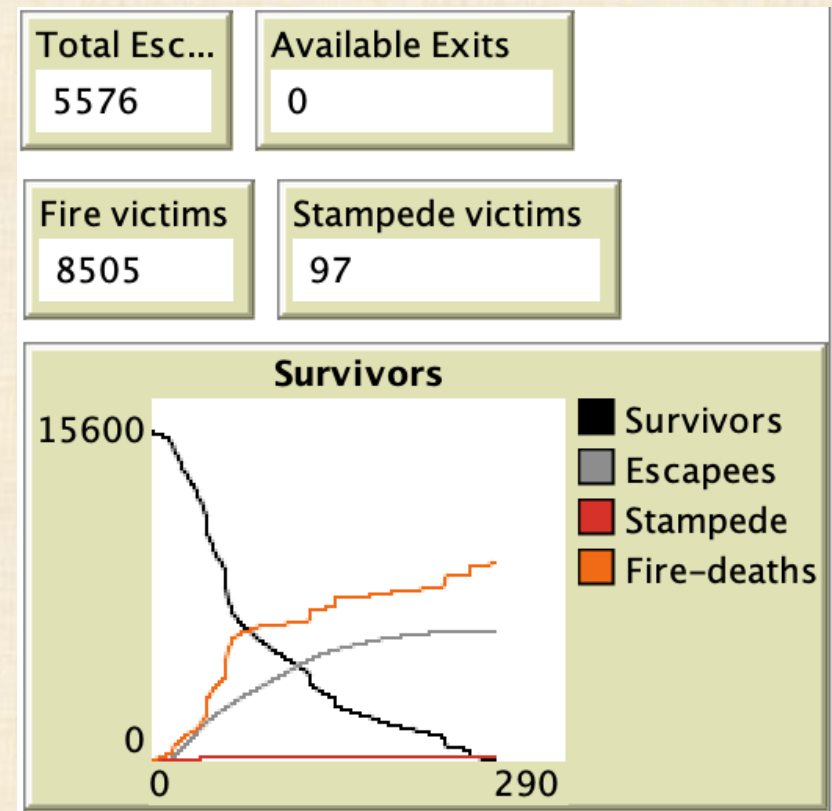 Total Esc...
5576
Available Exits
0
Fire victims
8505
Stampede victims
97
Survivors
15600
0
0
290
Survivors
Escapees
Stampede
Fire-deaths